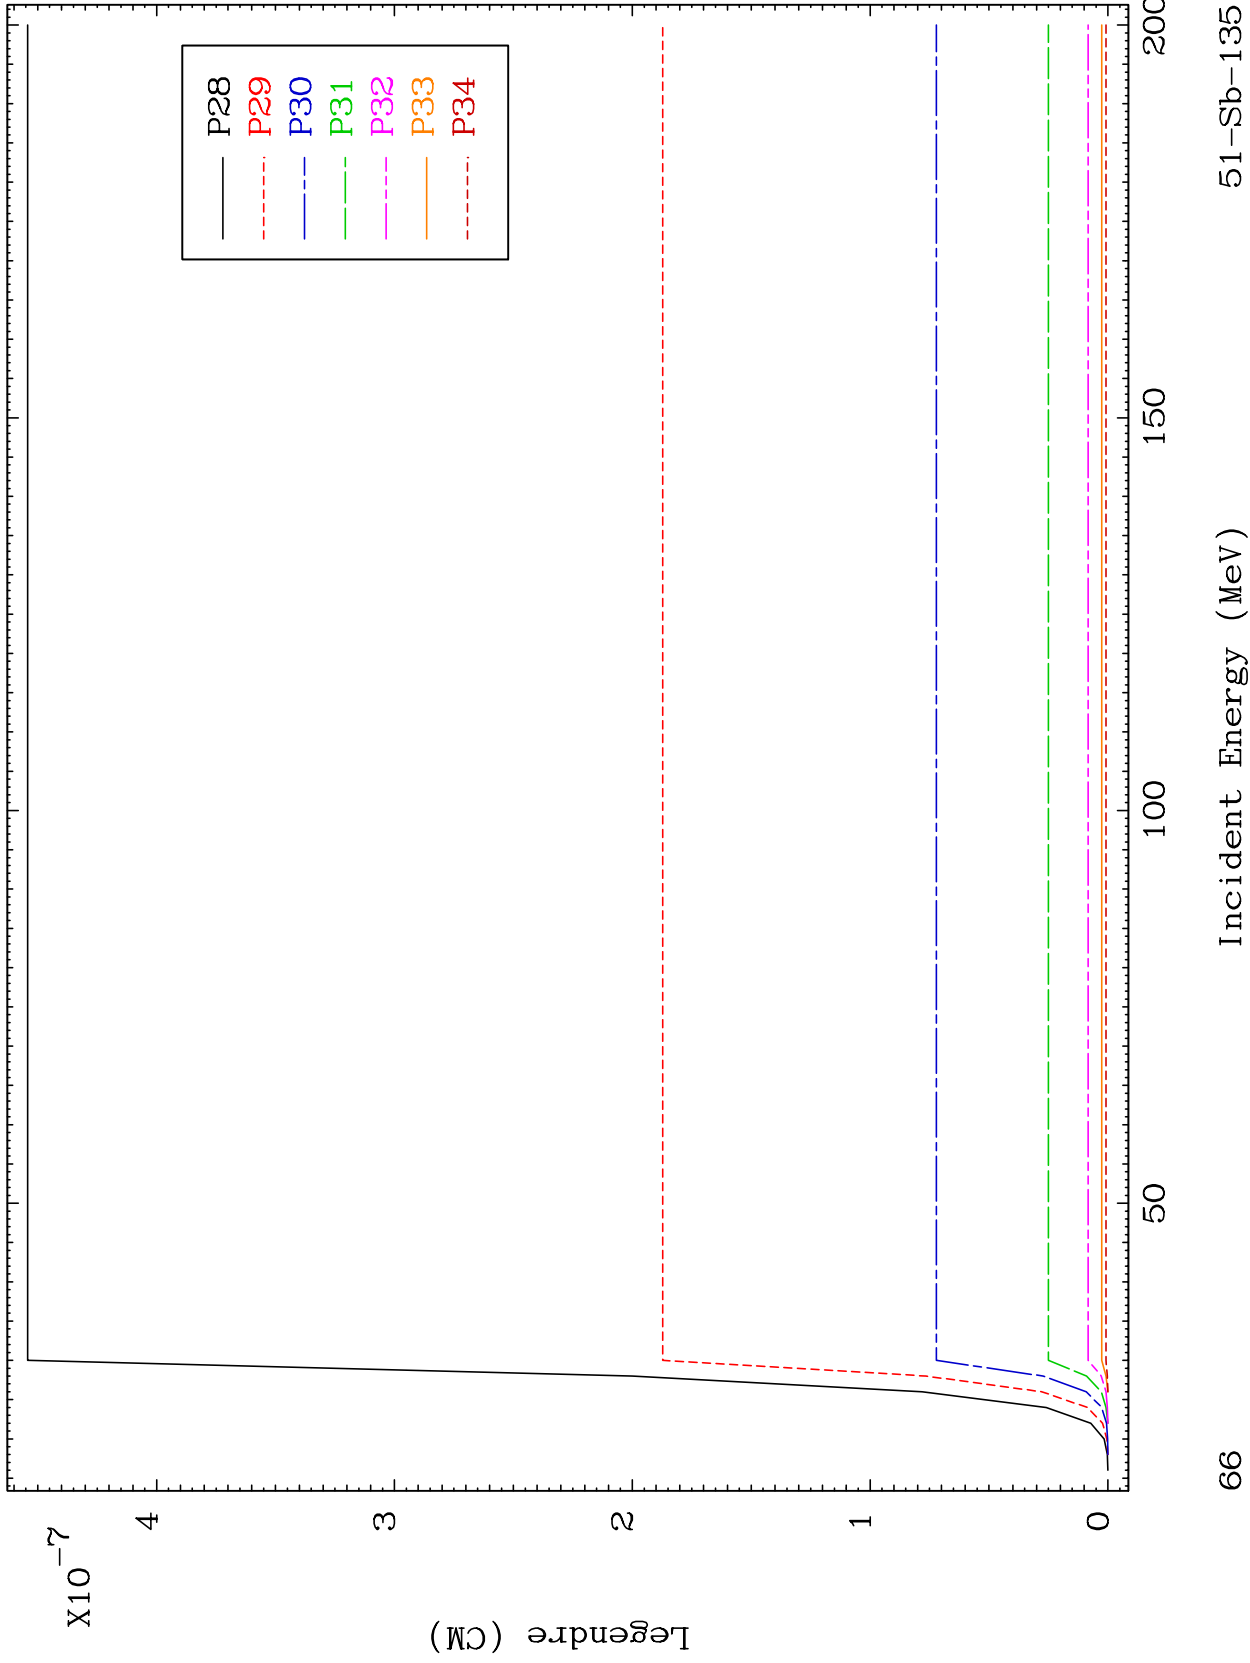 X10-7
4
3
2
1
0
Legendre (CM)
P28
P29
P30
P31
P32
P33
P34
50
100
150
200
Incident Energy (MeV)
66
51-Sb-135